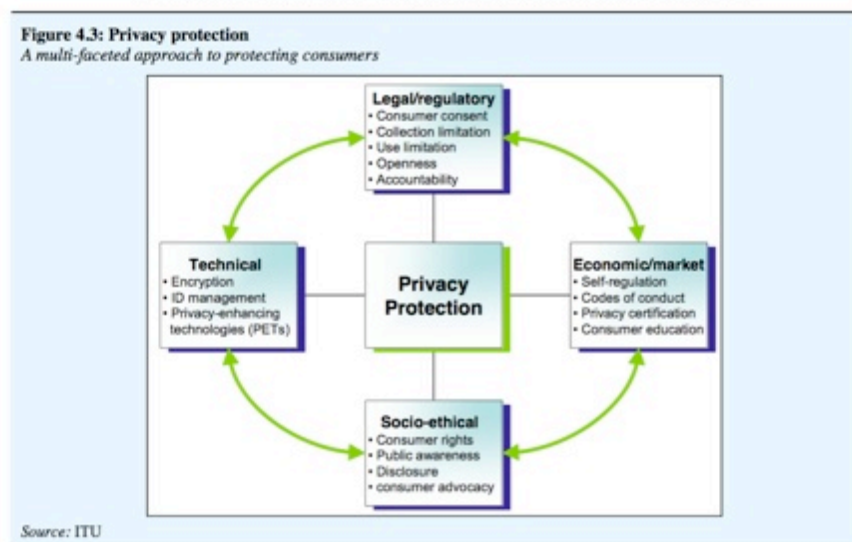 Figure 4.3: Privacy protection
A multi-faceted approach to protecting consumers
Legal/regulatory
• Consumer consent
• Collection limitation
• Use limitation
• Openness
• Accountability
Technical
• Encryption
• ID management
• Privacy-enhancing
technologies (PETs)
Privacy
Protection
Economic/market
• Self-regulation
• Codes of conduct
• Privacy certification
• Consumer education
Socio-ethical
• Consumer rights
• Public awareness
• Disclosure
• consumer advocacy
Source: ITU